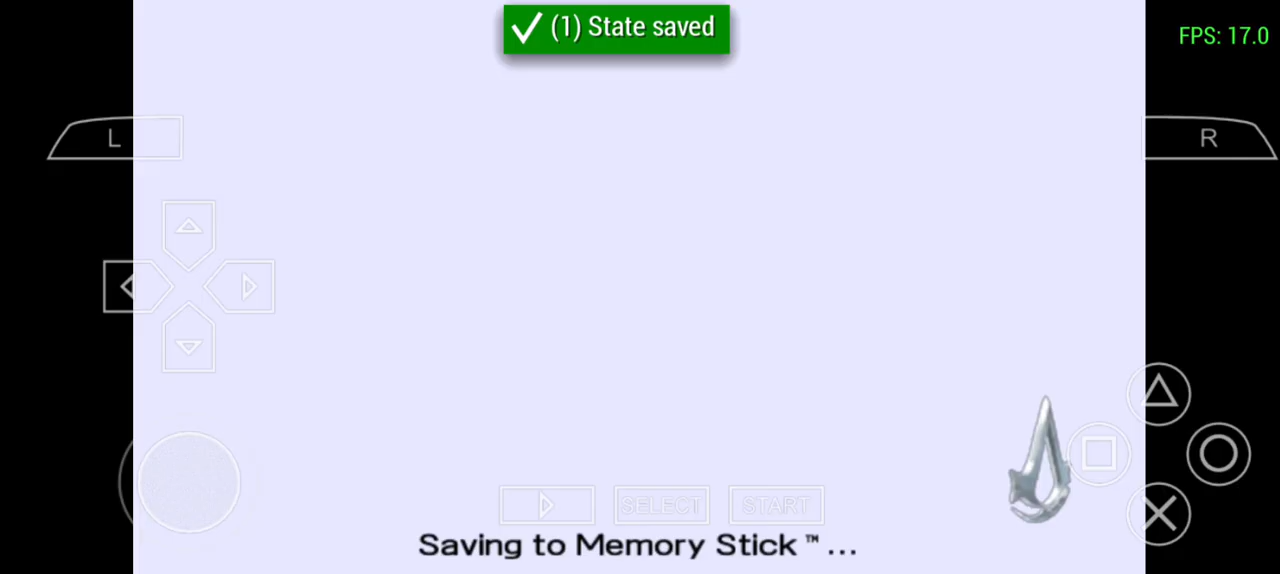 (1) State saved
FPS: 17.0
L
R
SELECT
START
Saving to Memory Stick™...